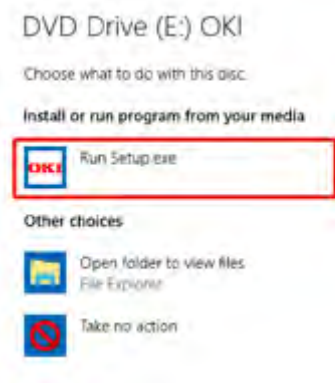 DVD Drive (E:) OKI
Choose what to do with this disc.
Install or run program from your media
OKI
Run Setup.exe
Other choices
Open folder to view files
File Explorer
Take no action